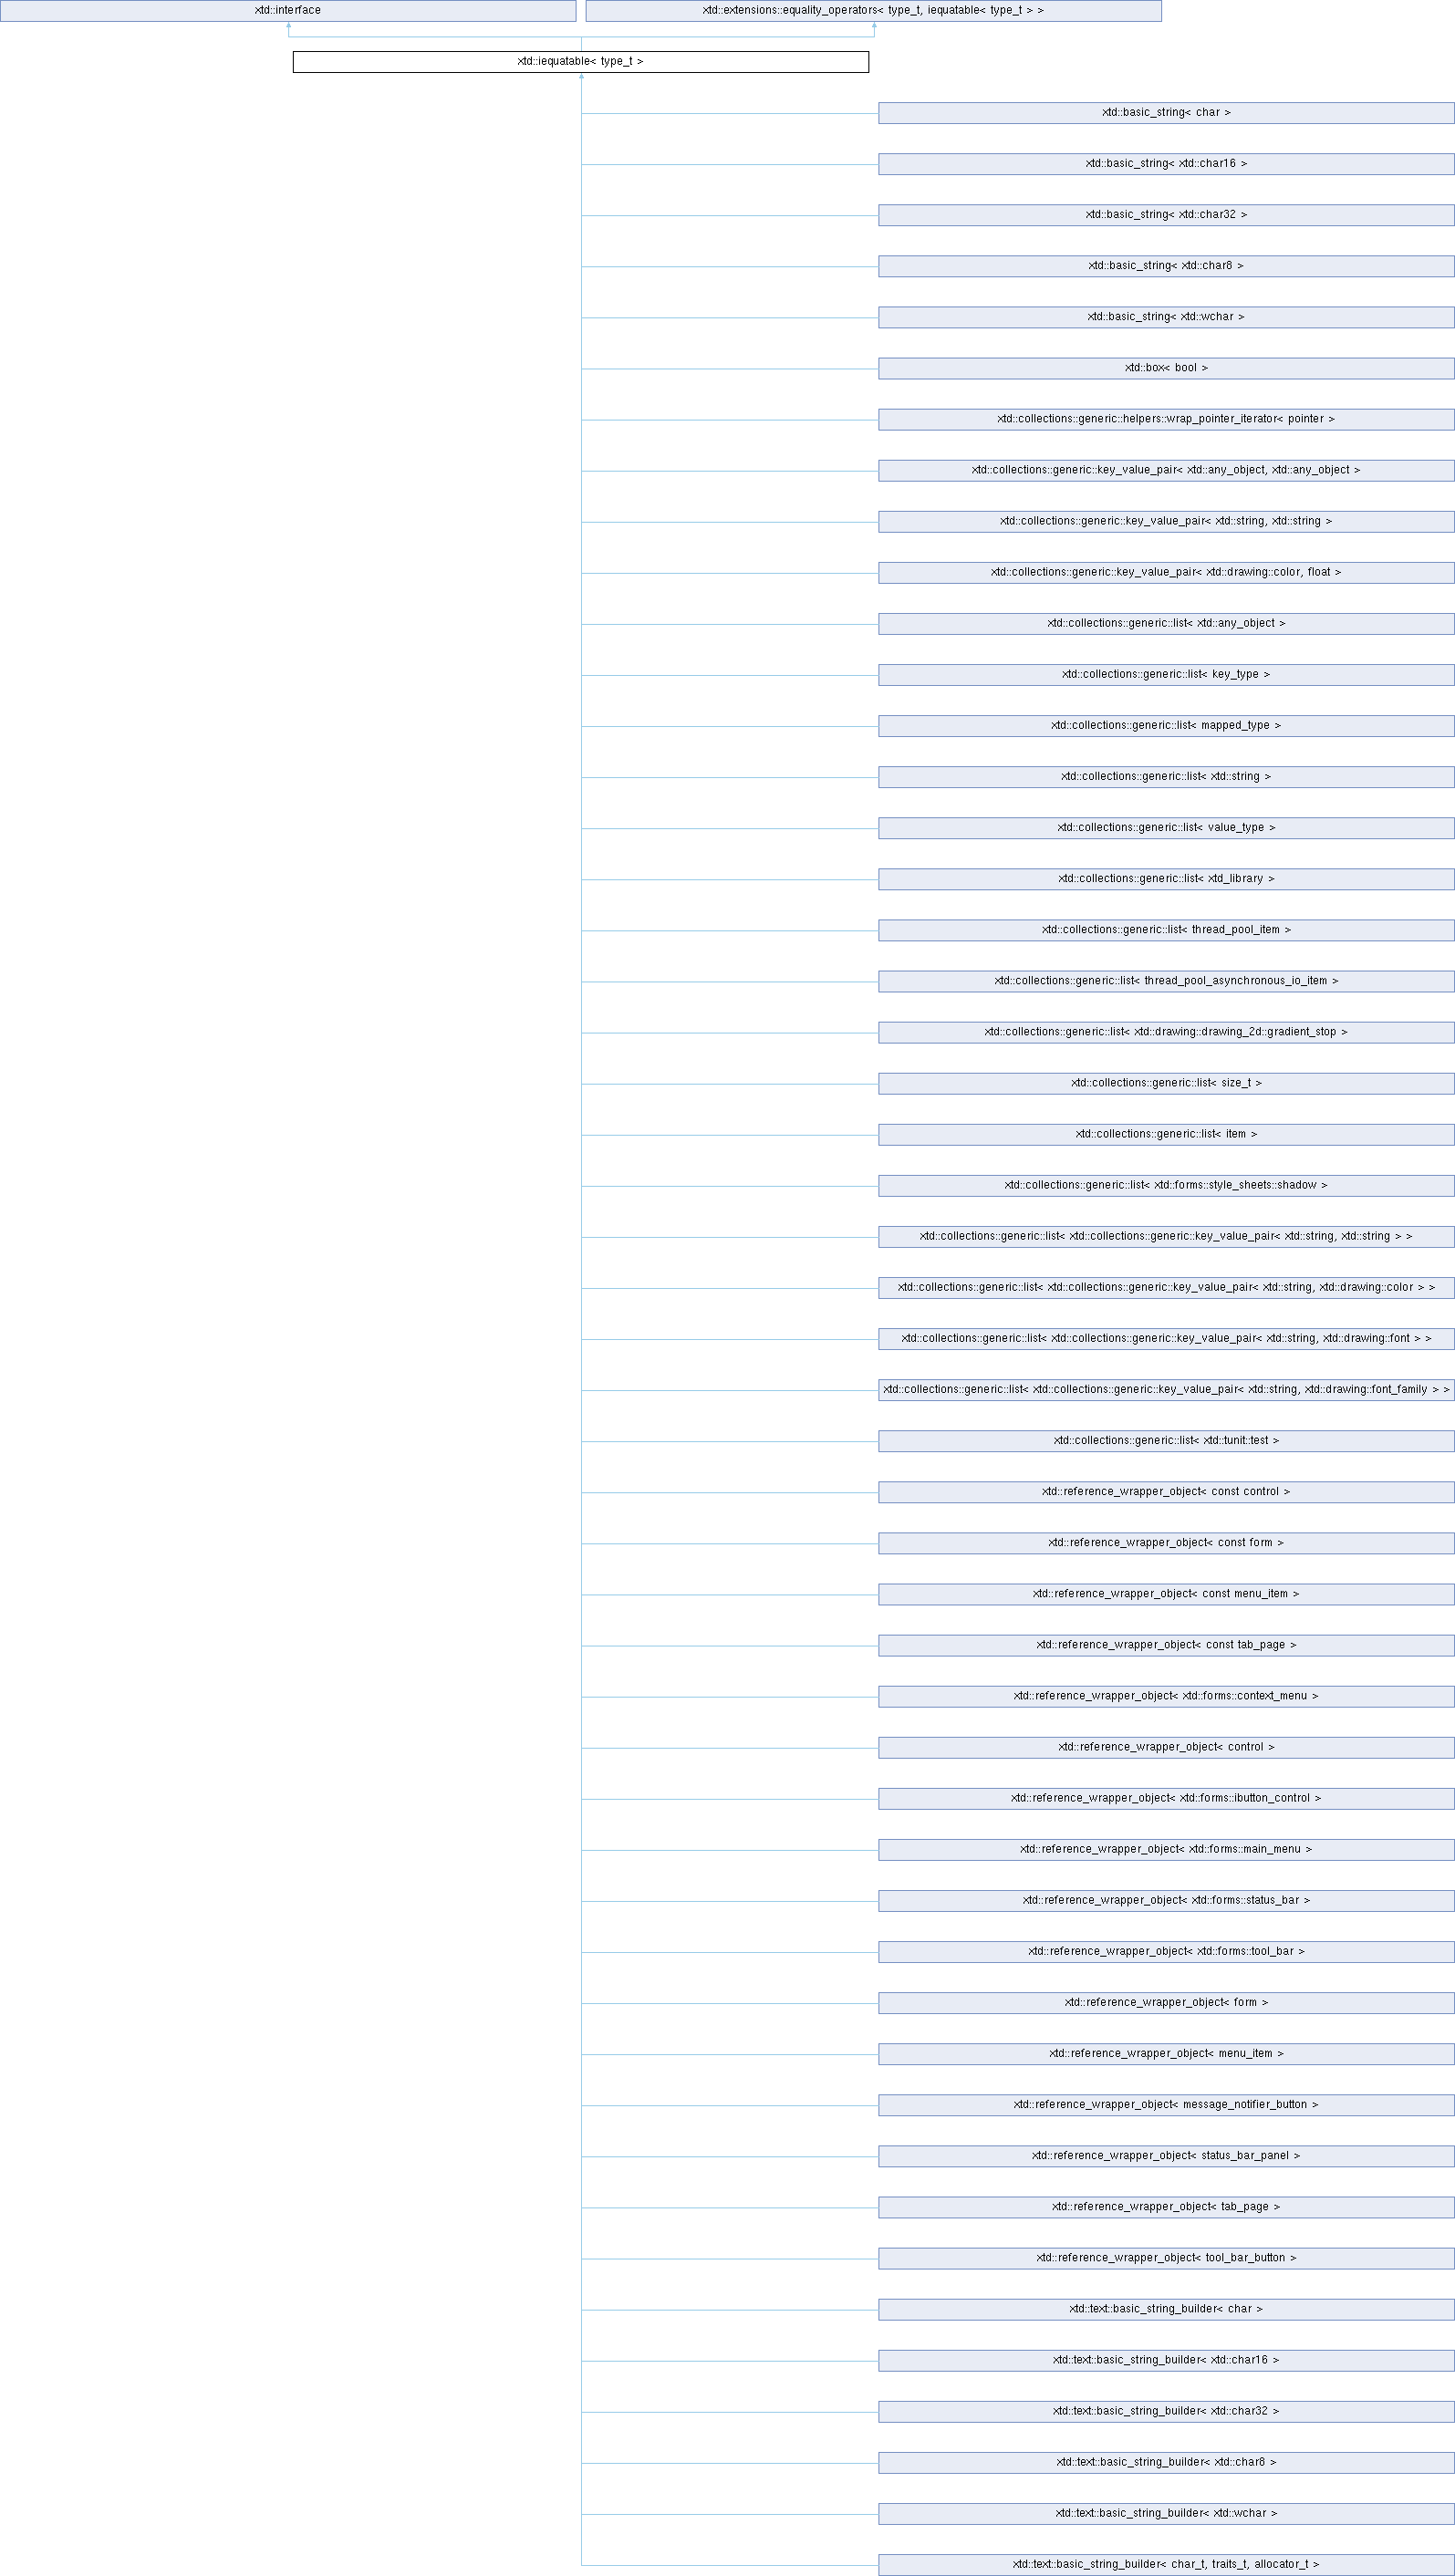 xtd::interface
xtd::extensions::equality_operators< type_t, iequatable< type_t > >
xtd::iequatable< type_t >
xtd::basic_string< char >
xtd::basic_string< xtd::char16 >
xtd::basic_string< xtd::char32 >
xtd::basic_string< xtd::char8 >
xtd::basic_string< xtd::wchar >
xtd::box< bool >
xtd::collections::generic::helpers::wrap_pointer_iterator< pointer >
xtd::collections::generic::key_value_pair< xtd::any_object, xtd::any_object >
xtd::collections::generic::key_value_pair< xtd::string, xtd::string >
xtd::collections::generic::key_value_pair< xtd::drawing::color, float >
xtd::collections::generic::list< xtd::any_object >
xtd::collections::generic::list< key_type >
xtd::collections::generic::list< mapped_type >
xtd::collections::generic::list< xtd::string >
xtd::collections::generic::list< value_type >
xtd::collections::generic::list< xtd_library >
xtd::collections::generic::list< thread_pool_item >
xtd::collections::generic::list< thread_pool_asynchronous_io_item >
xtd::collections::generic::list< xtd::drawing::drawing_2d::gradient_stop >
xtd::collections::generic::list< size_t >
xtd::collections::generic::list< item >
xtd::collections::generic::list< xtd::forms::style_sheets::shadow >
xtd::collections::generic::list< xtd::collections::generic::key_value_pair< xtd::string, xtd::string > >
xtd::collections::generic::list< xtd::collections::generic::key_value_pair< xtd::string, xtd::drawing::color > >
xtd::collections::generic::list< xtd::collections::generic::key_value_pair< xtd::string, xtd::drawing::font > >
xtd::collections::generic::list< xtd::collections::generic::key_value_pair< xtd::string, xtd::drawing::font_family > >
xtd::collections::generic::list< xtd::tunit::test >
xtd::reference_wrapper_object< const control >
xtd::reference_wrapper_object< const form >
xtd::reference_wrapper_object< const menu_item >
xtd::reference_wrapper_object< const tab_page >
xtd::reference_wrapper_object< xtd::forms::context_menu >
xtd::reference_wrapper_object< control >
xtd::reference_wrapper_object< xtd::forms::ibutton_control >
xtd::reference_wrapper_object< xtd::forms::main_menu >
xtd::reference_wrapper_object< xtd::forms::status_bar >
xtd::reference_wrapper_object< xtd::forms::tool_bar >
xtd::reference_wrapper_object< form >
xtd::reference_wrapper_object< menu_item >
xtd::reference_wrapper_object< message_notifier_button >
xtd::reference_wrapper_object< status_bar_panel >
xtd::reference_wrapper_object< tab_page >
xtd::reference_wrapper_object< tool_bar_button >
xtd::text::basic_string_builder< char >
xtd::text::basic_string_builder< xtd::char16 >
xtd::text::basic_string_builder< xtd::char32 >
xtd::text::basic_string_builder< xtd::char8 >
xtd::text::basic_string_builder< xtd::wchar >
xtd::text::basic_string_builder< char_t, traits_t, allocator_t >